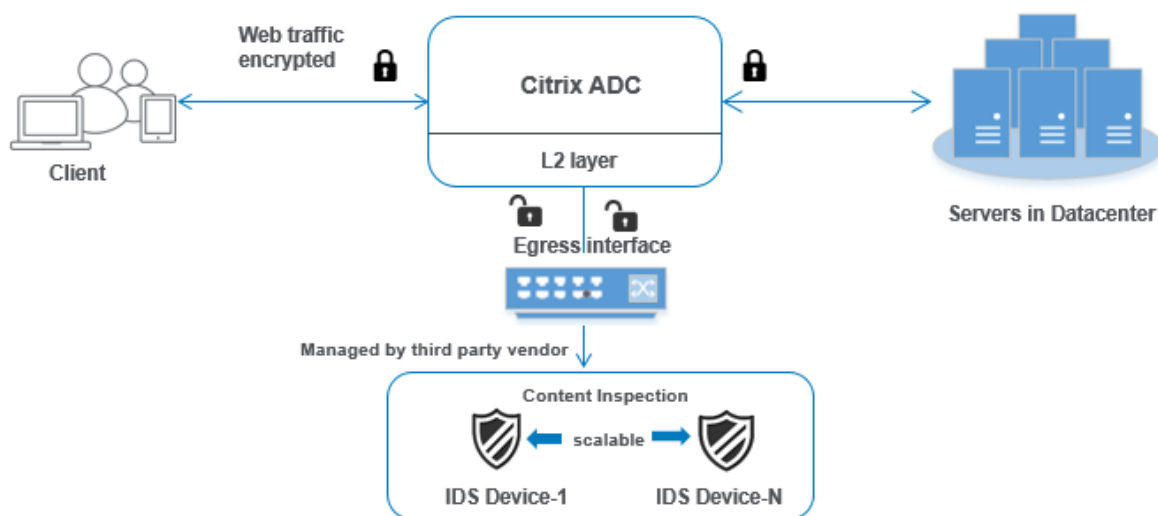 Web traffic
encrypted
Citrix ADC
L2 layer
Client
Servers in Datacenter
Egress interface
Managed by third party vendor
Content Inspection
scalable
IDS Device-1
IDS Device-N